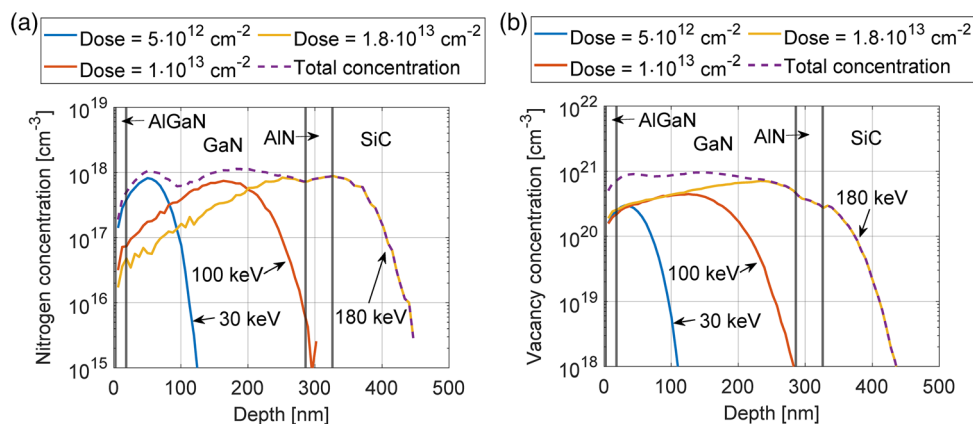 (a)
Dose = 5·10¹² cm⁻²
Dose = 1.8·10¹³ cm⁻²
Dose = 1·10¹³ cm⁻²
Total concentration
Nitrogen concentration [cm⁻³]
10¹⁹
10¹⁸
10¹⁷
10¹⁶
10¹⁵
AlGaN
GaN
AlN
SiC
100 keV
30 keV
180 keV
0
100
200
300
400
500
Depth [nm]
(b)
Dose = 5·10¹² cm⁻²
Dose = 1.8·10¹³ cm⁻²
Dose = 1·10¹³ cm⁻²
Total concentration
Vacancy concentration [cm⁻³]
10²²
10²¹
10²⁰
10¹⁹
10¹⁸
AlGaN
GaN
AlN
SiC
180 keV
100 keV
30 keV
0
100
200
300
400
500
Depth [nm]